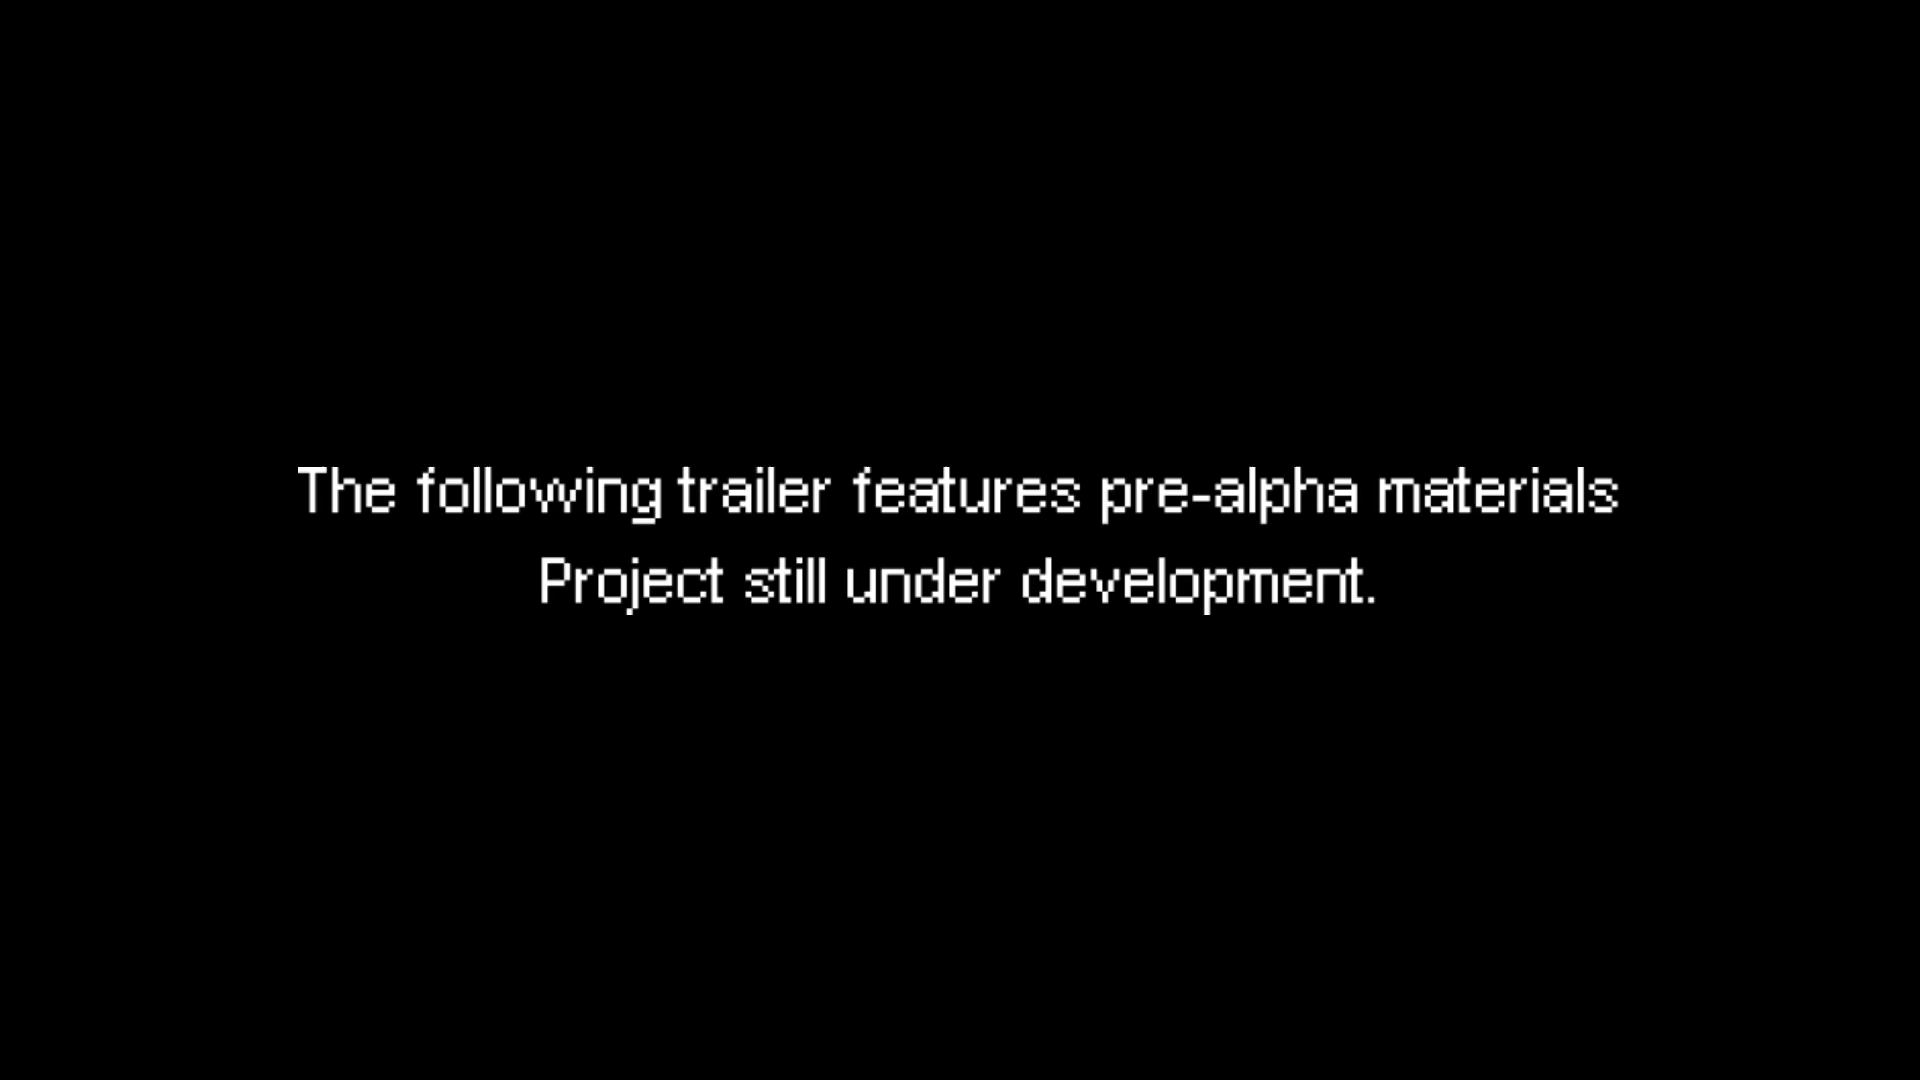 The following trailer features pre-alpha materials
Project still under development.